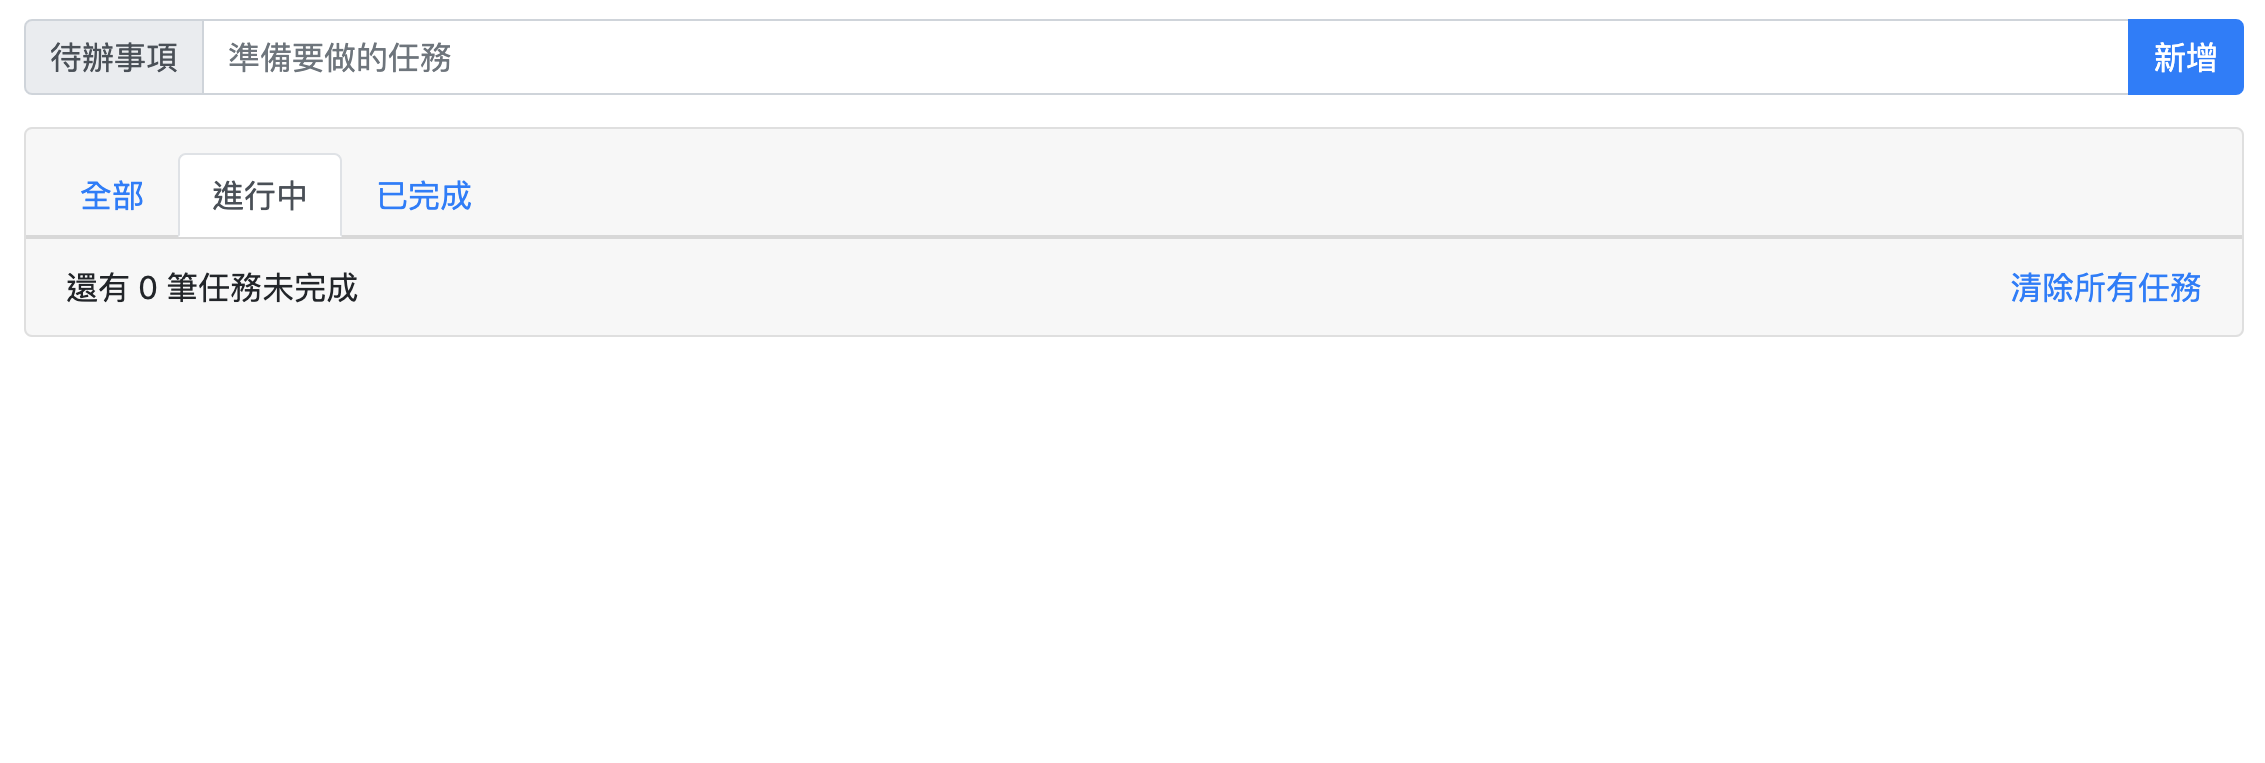 待辦事項 準備要做的任務 新增
全部 進行中 已完成
還有 0 筆任務未完成 清除所有任務